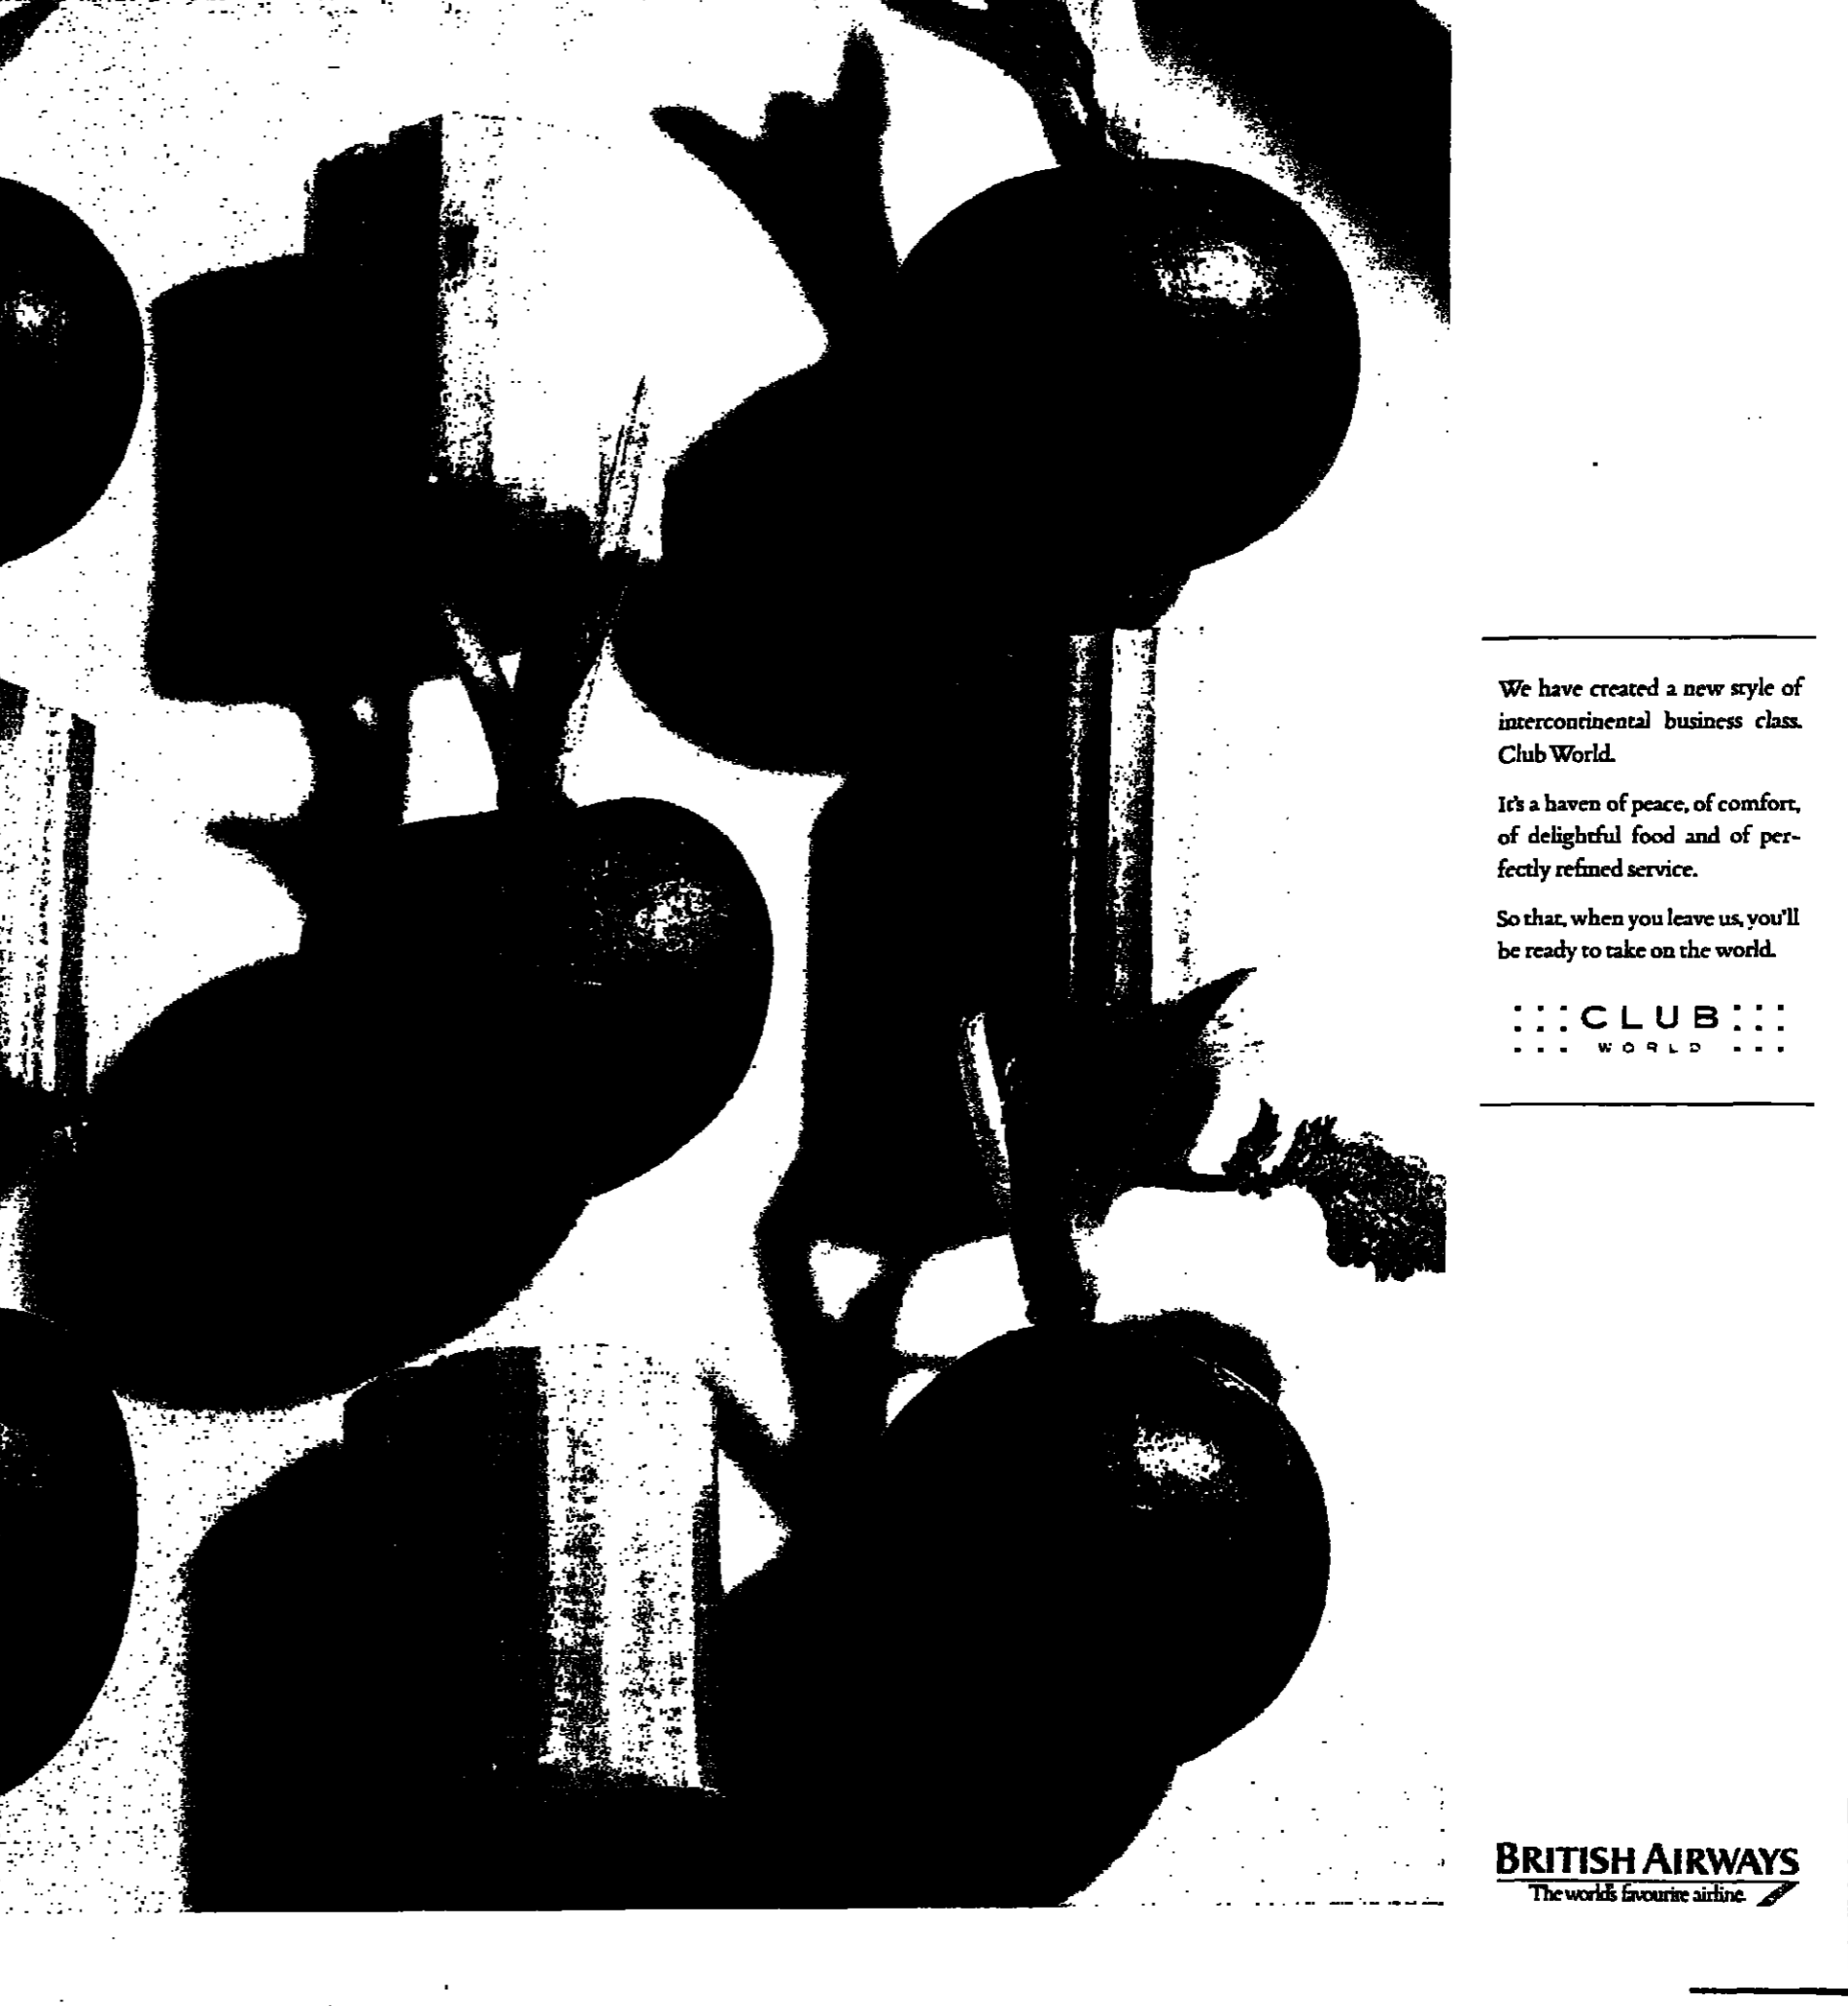 We have created a new style of
intercontinental business class.
Club World.
It's a haven of peace, of comfort,
of delightful food and of per-
fectly refined service.
So that, when you leave us, you'll
be ready to take on the world.
CLUB
WORLD
BRITISH AIRWAYS
The world's favourite airline.